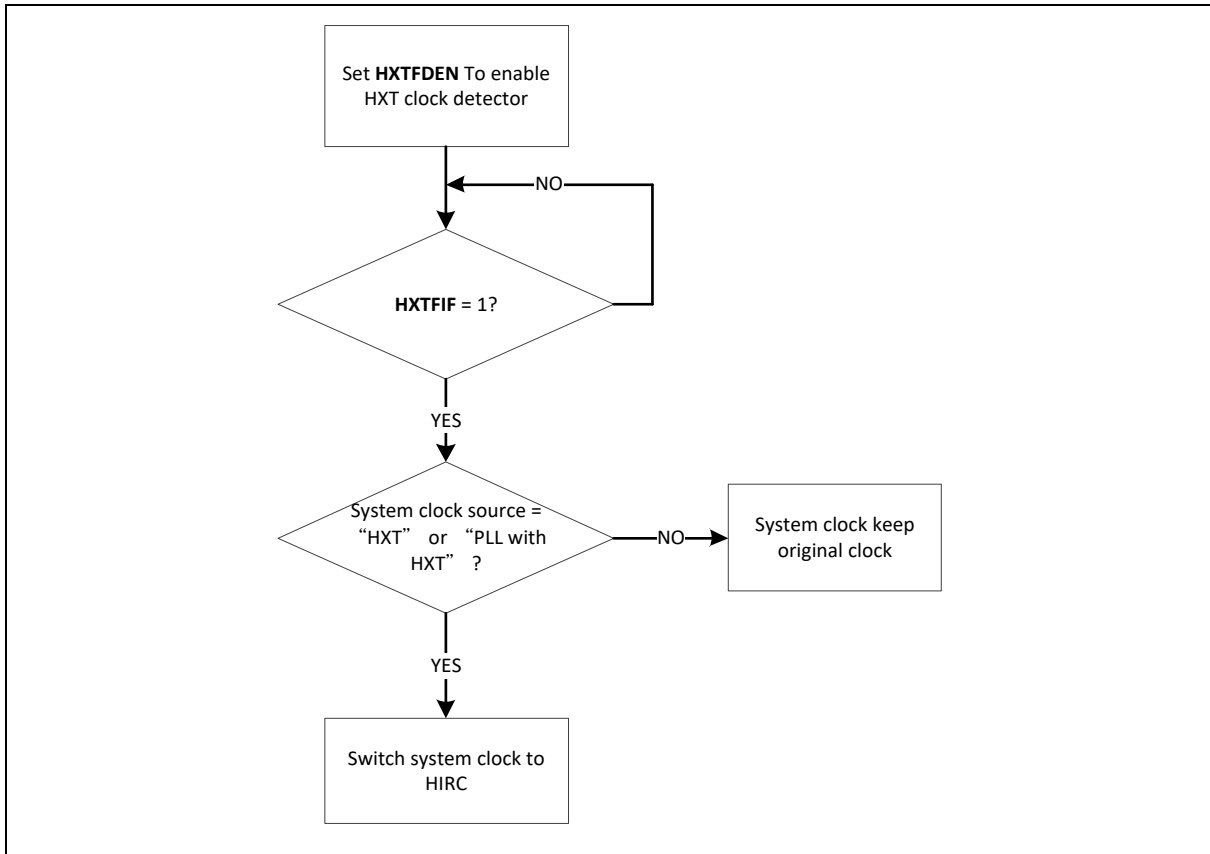 Set HXTFDEN To enable
HXT clock detector
NO
HXTFIF = 1?
YES
System clock source =
“HXT” or “PLL with
HXT” ?
NO
System clock keep
original clock
YES
Switch system clock to
HIRC